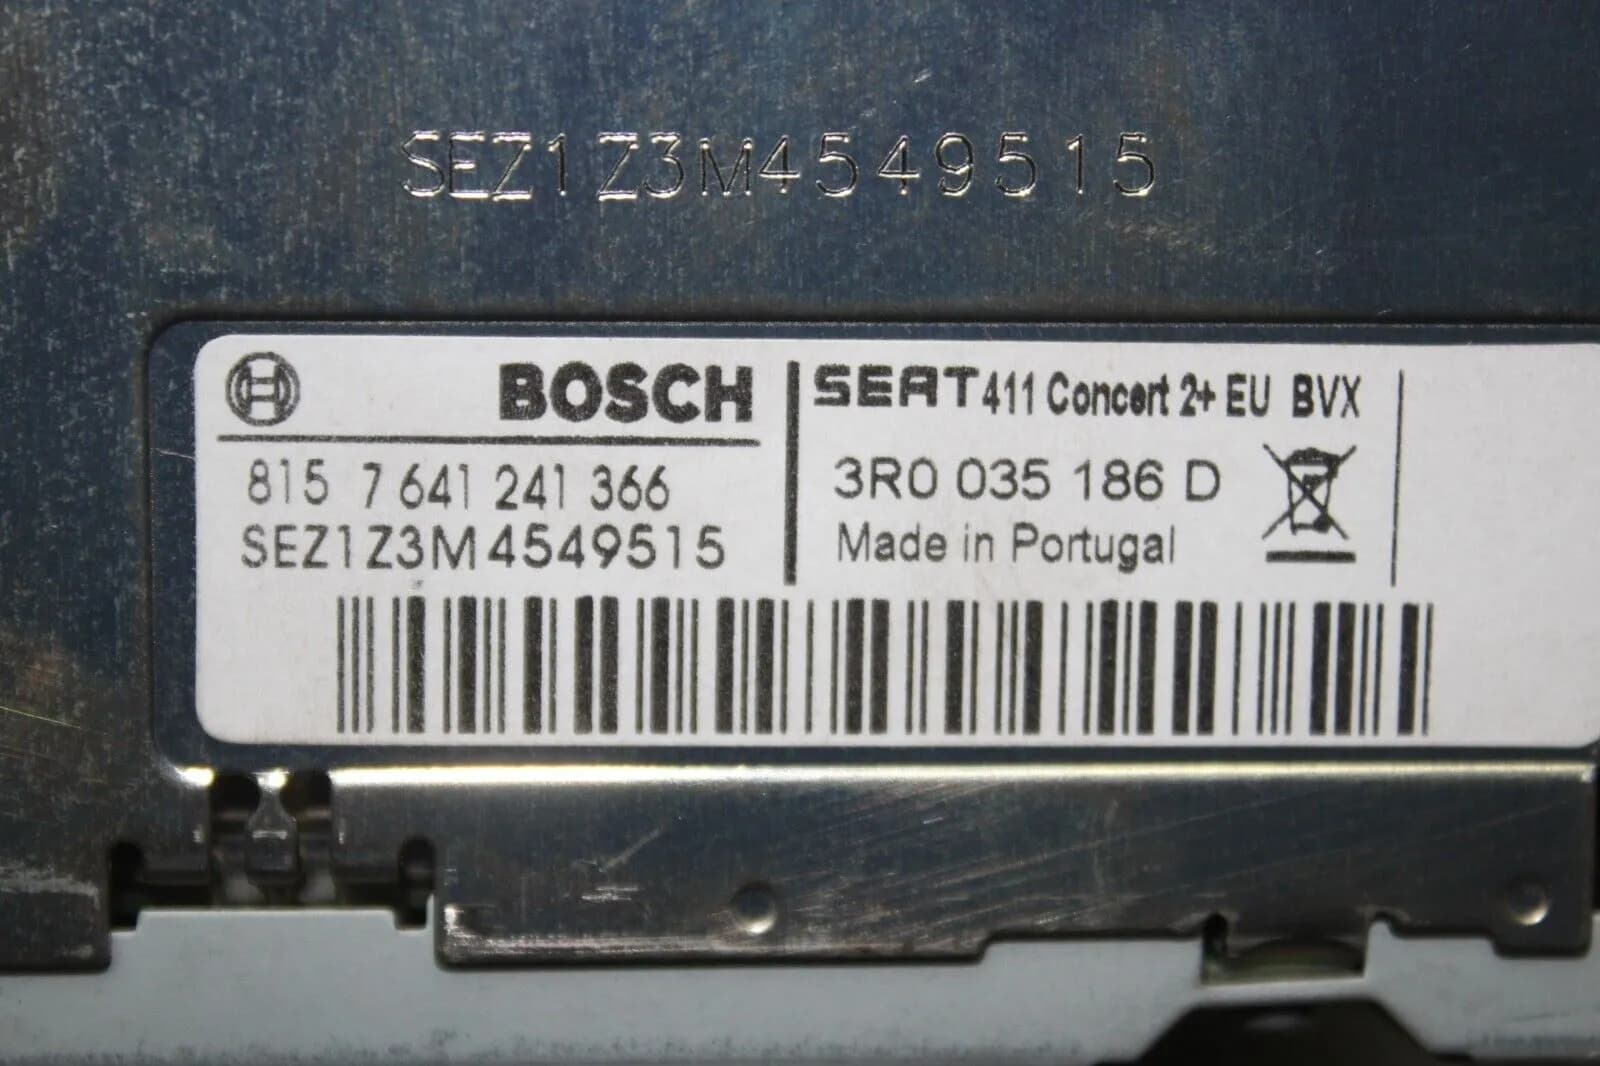 SEZ1Z3M4549515
BOSCH
SEAT 411 Concert 2+ EU BVX
815 7 641 241 366
3R0 035 186 D
SEZ1Z3M4549515
Made in Portugal